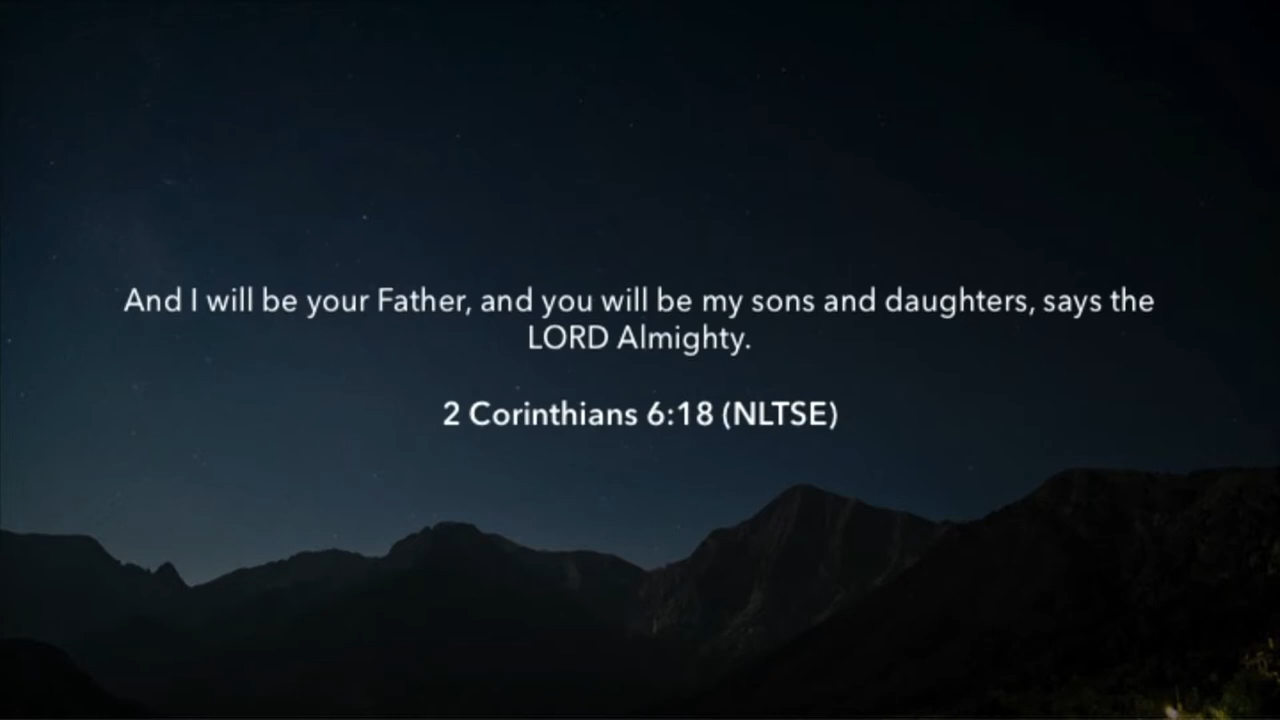 And I will be your Father, and you will be my sons and daughters, says the
LORD Almighty.
2 Corinthians 6:18 (NLTSE)